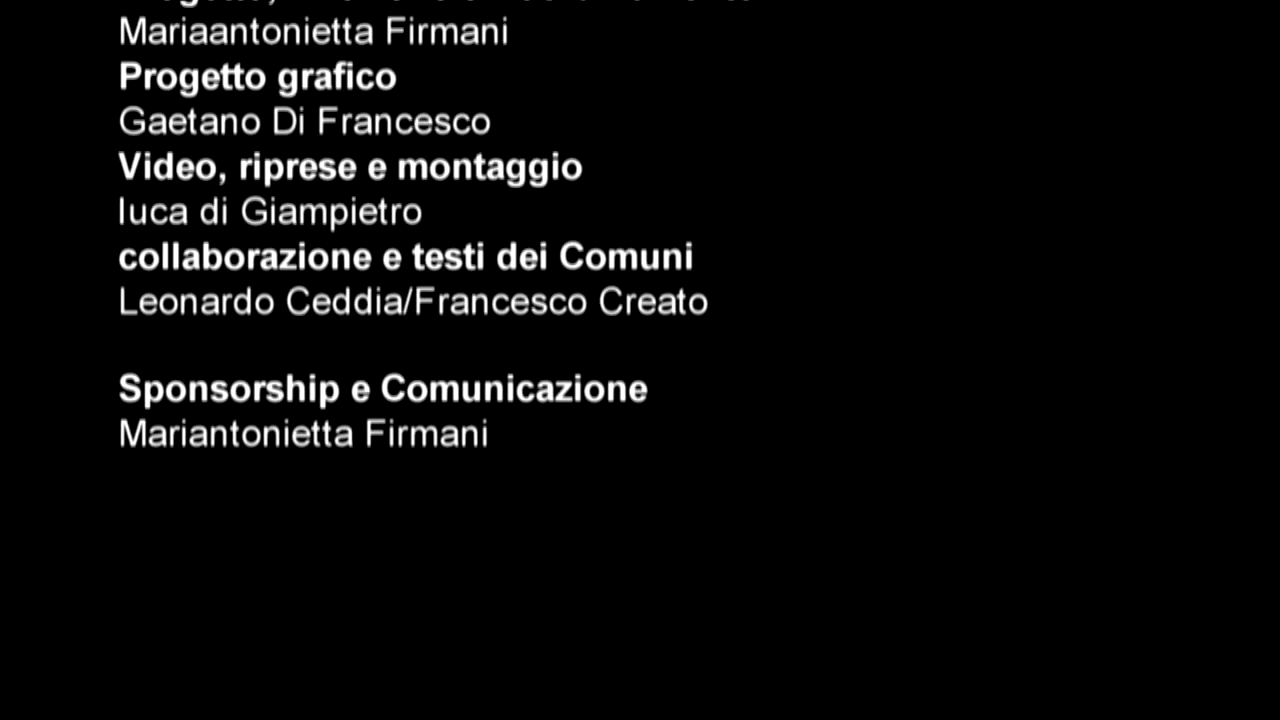 Mariaantonietta Firmani
Progetto grafico
Gaetano Di Francesco
Video, riprese e montaggio
luca di Giampietro
collaborazione e testi dei Comuni
Leonardo Ceddia/Francesco Creato
Sponsorship e Comunicazione
Mariantonietta Firmani